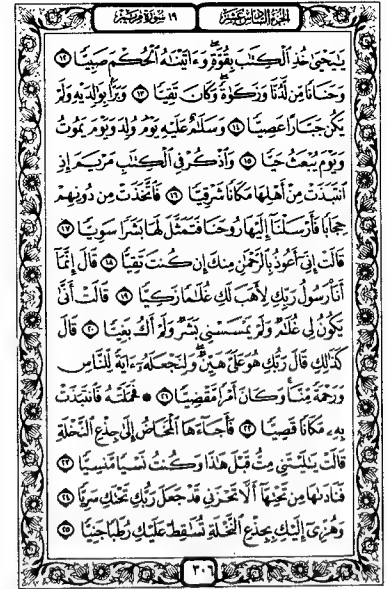 الجزء السادس عشر
١٩ سورة مريم
يَـٰيَحْيَىٰ خُذِ ٱلْكِتَـٰبَ بِقُوَّةٍ وَءَاتَيْنَـٰهُ ٱلْحُكْمَ صَبِيًّا ١٢
وَحَنَانًا مِّن لَّدُنَّا وَزَكَوٰةً وَكَانَ تَقِيًّا ١٣ وَبَرًّۢا بِوَٰلِدَيْهِ وَلَمْ
يَكُن جَبَّارًا عَصِيًّا ١٤ وَسَلَـٰمٌ عَلَيْهِ يَوْمَ وُلِدَ وَيَوْمَ يَمُوتُ
وَيَوْمَ يُبْعَثُ حَيًّا ١٥ وَٱذْكُرْ فِى ٱلْكِتَـٰبِ مَرْيَمَ إِذِ
ٱنتَبَذَتْ مِنْ أَهْلِهَا مَكَانًا شَرْقِيًّا ١٦ فَٱتَّخَذَتْ مِن دُونِهِمْ
حِجَابًا فَأَرْسَلْنَآ إِلَيْهَا رُوحَنَا فَتَمَثَّلَ لَهَا بَشَرًا سَوِيًّا ١٧
قَالَتْ إِنِّىٓ أَعُوذُ بِٱلرَّحْمَـٰنِ مِنكَ إِن كُنتَ تَقِيًّا ١٨ قَالَ إِنَّمَآ
أَنَا۠ رَسُولُ رَبِّكِ لِأَهَبَ لَكِ غُلَـٰمًا زَكِيًّا ١٩ قَالَتْ أَنَّىٰ
يَكُونُ لِى غُلَـٰمٌ وَلَمْ يَمْسَسْنِى بَشَرٌ وَلَمْ أَكُ بَغِيًّا ٢٠ قَالَ
كَذَٰلِكِ قَالَ رَبُّكِ هُوَ عَلَىَّ هَيِّنٌ وَلِنَجْعَلَهُۥٓ ءَايَةً لِّلنَّاسِ
وَرَحْمَةً مِّنَّا وَكَانَ أَمْرًا مَّقْضِيًّا ٢١ * فَحَمَلَتْهُ فَٱنتَبَذَتْ
بِهِۦ مَكَانًا قَصِيًّا ٢٢ فَأَجَآءَهَا ٱلْمَخَاضُ إِلَىٰ جِذْعِ ٱلنَّخْلَةِ
قَالَتْ يَـٰلَيْتَنِى مِتُّ قَبْلَ هَـٰذَا وَكُنتُ نَسْيًا مَّنسِيًّا ٢٣
فَنَادَىٰهَا مِن تَحْتِهَآ أَلَّا تَحْزَنِى قَدْ جَعَلَ رَبُّكِ تَحْتَكِ سَرِيًّا ٢٤
وَهُزِّىٓ إِلَيْكِ بِجِذْعِ ٱلنَّخْلَةِ تُسَـٰقِطْ عَلَيْكِ رُطَبًا جَنِيًّا ٢٥
٣٠٦